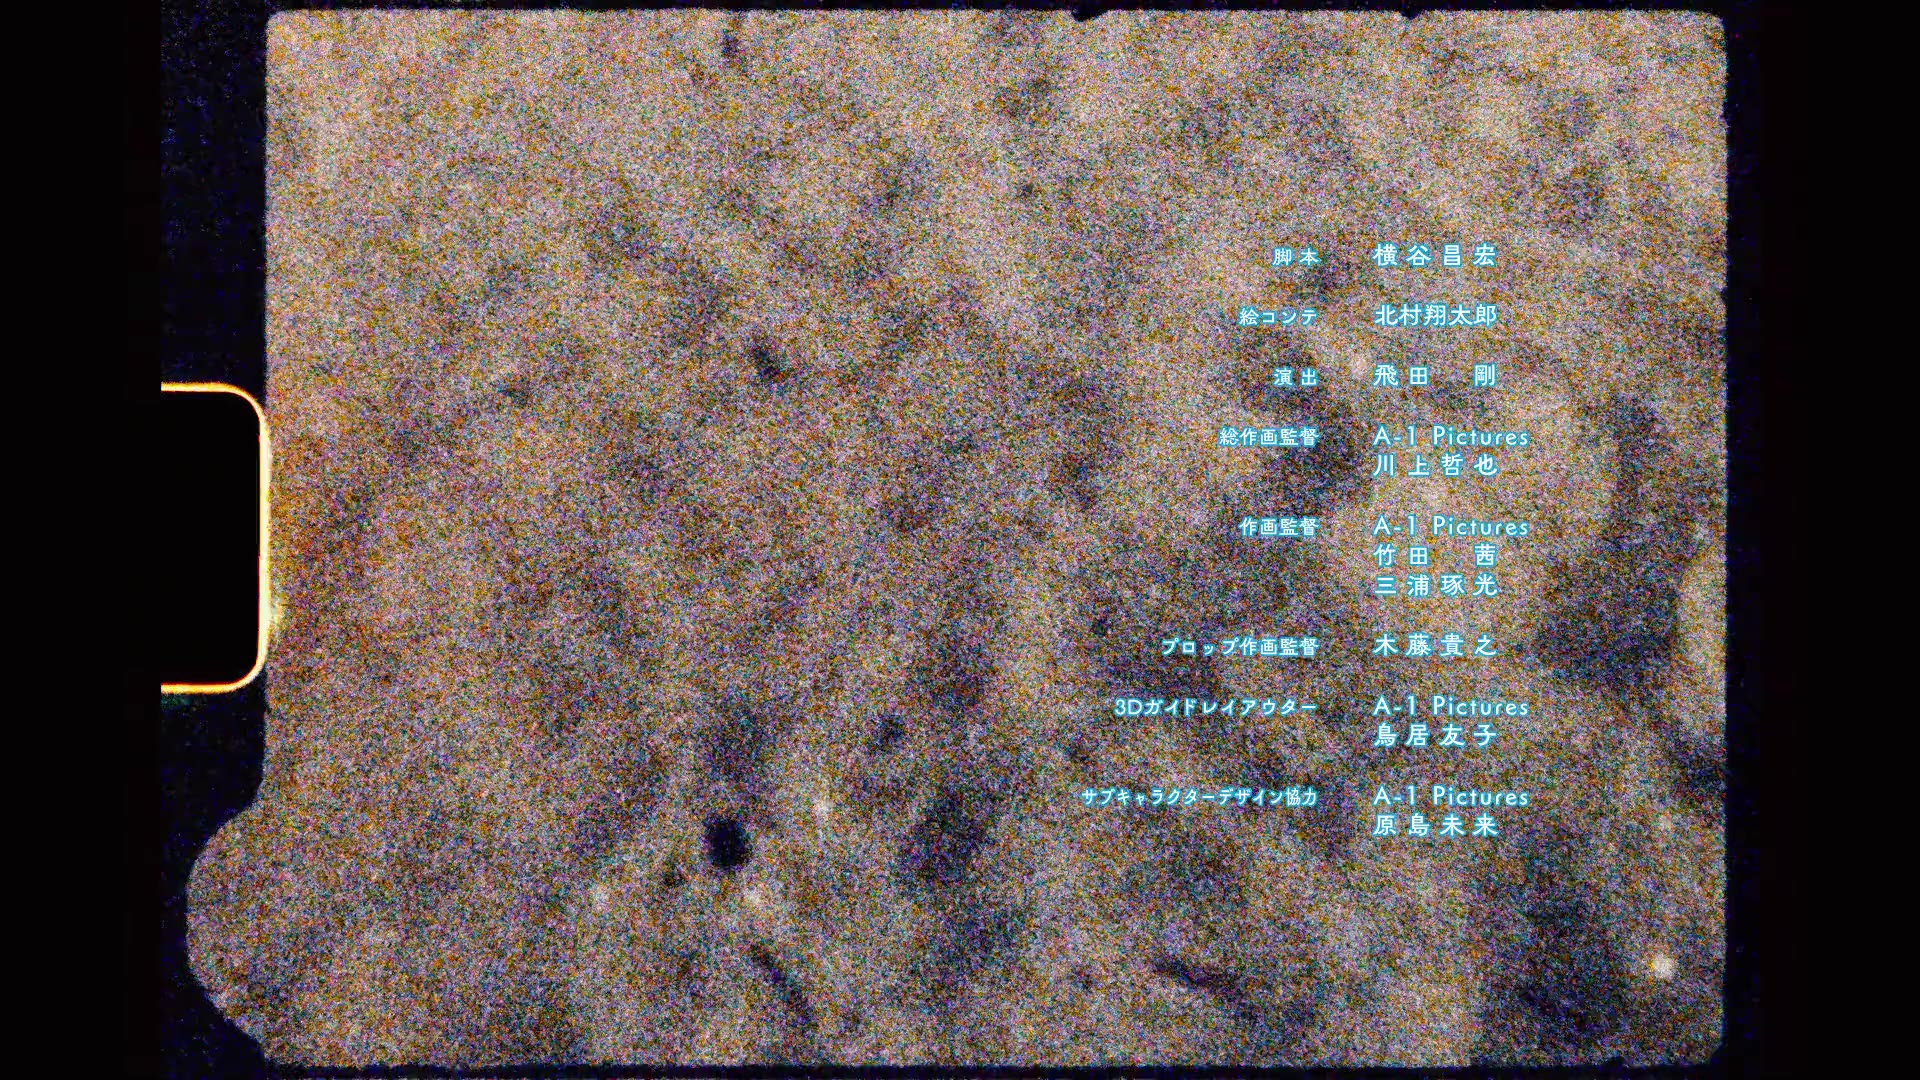 脚本 横谷昌宏
絵コンテ 北村翔太郎
演出 飛田 剛
総作画監督 A-1 Pictures
川上哲也
作画監督 A-1 Pictures
竹田 茜
三浦琢光
プロップ作画監督 木藤貴之
3Dガイドレイアウター A-1 Pictures
鳥居友子
サブキャラクターデザイン協力 A-1 Pictures
原島未来